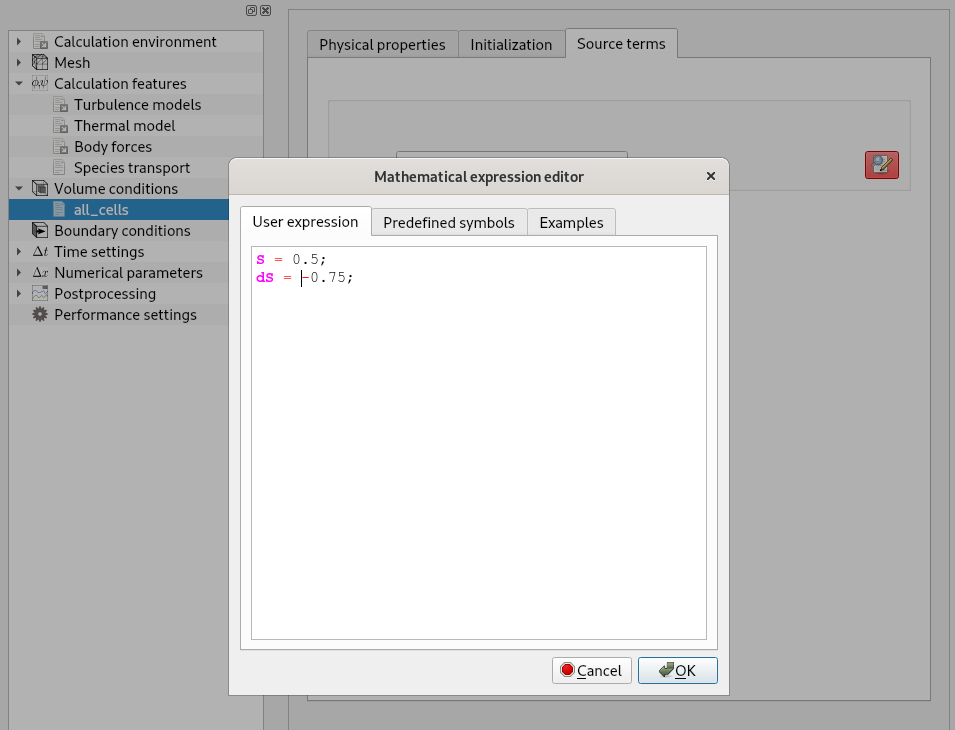 Calculation environment
Mesh
Calculation features
Turbulence models
Thermal model
Body forces
Species transport
Volume conditions
all_cells
Boundary conditions
Δt Time settings
Δx Numerical parameters
Postprocessing
Performance settings
Physical properties
Initialization
Source terms
Mathematical expression editor
User expression
Predefined symbols
Examples
S = 0.5;
dS = -0.75;
Cancel
OK